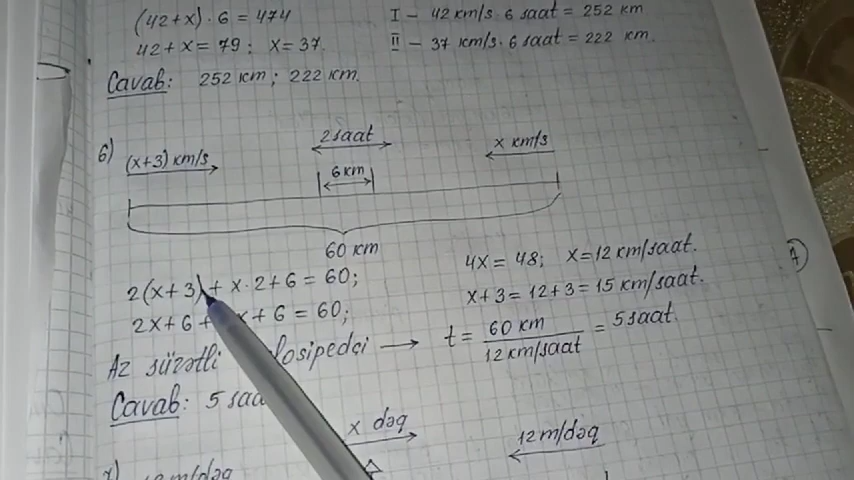 (42+x)·6 = 474
42+x = 79; x=37.
I – 42 km/s·6 saat = 252 km
II – 37 km/s·6 saat = 222 km.
Cavab: 252 km; 222 km.
6) (x+3) km/s
2 saat
x km/s
6 km
60 km
2(x+3)+x·2+6=60;
2x+6+ x+6=60;
4x = 48; x=12 km/saat.
x+3=12+3=15 km/saat.
Az sürətli → t = 60 km / 12 km/saat = 5 saat.
Cavab: 5
x dəq
12 m/dəq
7) 12 m/dəq